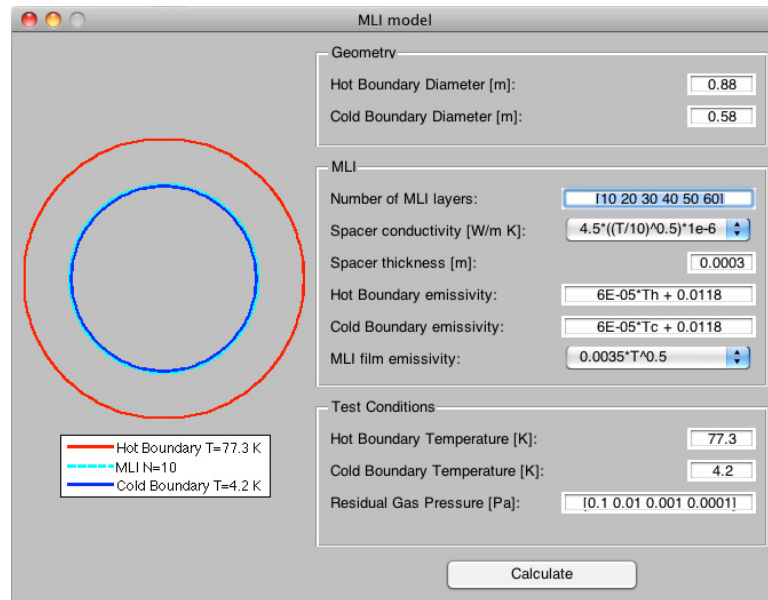 MLI model
Geometry
Hot Boundary Diameter [m]: 0.88
Cold Boundary Diameter [m]: 0.58
MLI
Number of MLI layers: [10 20 30 40 50 60]
Spacer conductivity [W/m K]: 4.5*((T/10)^0.5)*1e-6
Spacer thickness [m]: 0.0003
Hot Boundary emissivity: 6E-05*Th + 0.0118
Cold Boundary emissivity: 6E-05*Tc + 0.0118
MLI film emissivity: 0.0035*T^0.5
Hot Boundary T=77.3 K
MLI N=10
Cold Boundary T=4.2 K
Test Conditions
Hot Boundary Temperature [K]: 77.3
Cold Boundary Temperature [K]: 4.2
Residual Gas Pressure [Pa]: [0.1 0.01 0.001 0.0001]
Calculate